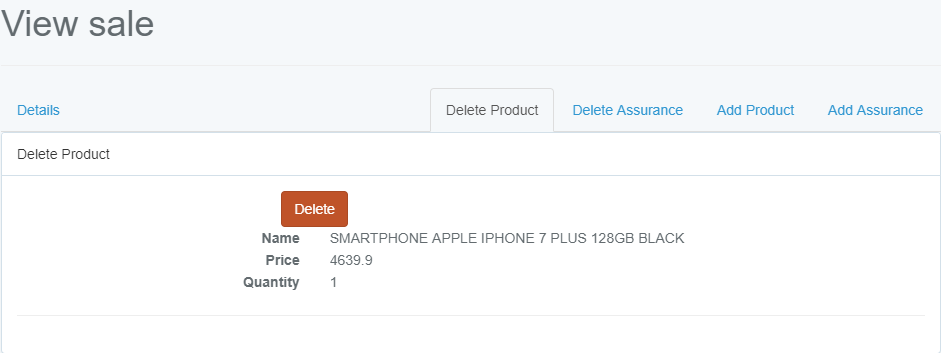 View sale
Details Delete Product Delete Assurance Add Product Add Assurance
Delete Product
Delete
Name SMARTPHONE APPLE IPHONE 7 PLUS 128GB BLACK
Price 4639.9
Quantity 1